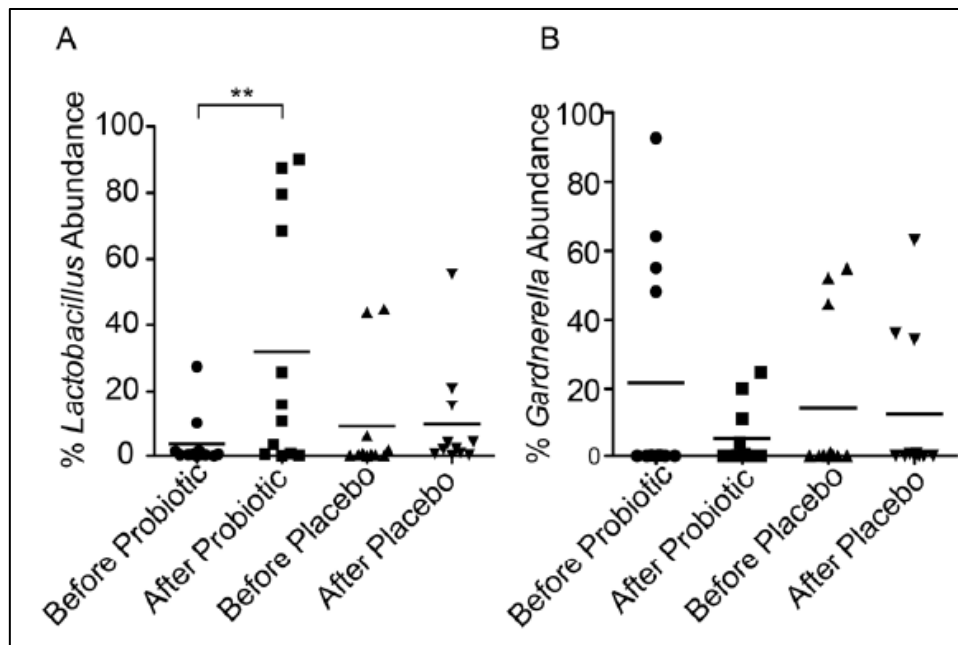 A
B
**
% Lactobacillus Abundance
100
80
60
40
20
0
Before Probiotic
After Probiotic
Before Placebo
After Placebo
% Gardnerella Abundance
100
80
60
40
20
0
Before Probiotic
After Probiotic
Before Placebo
After Placebo